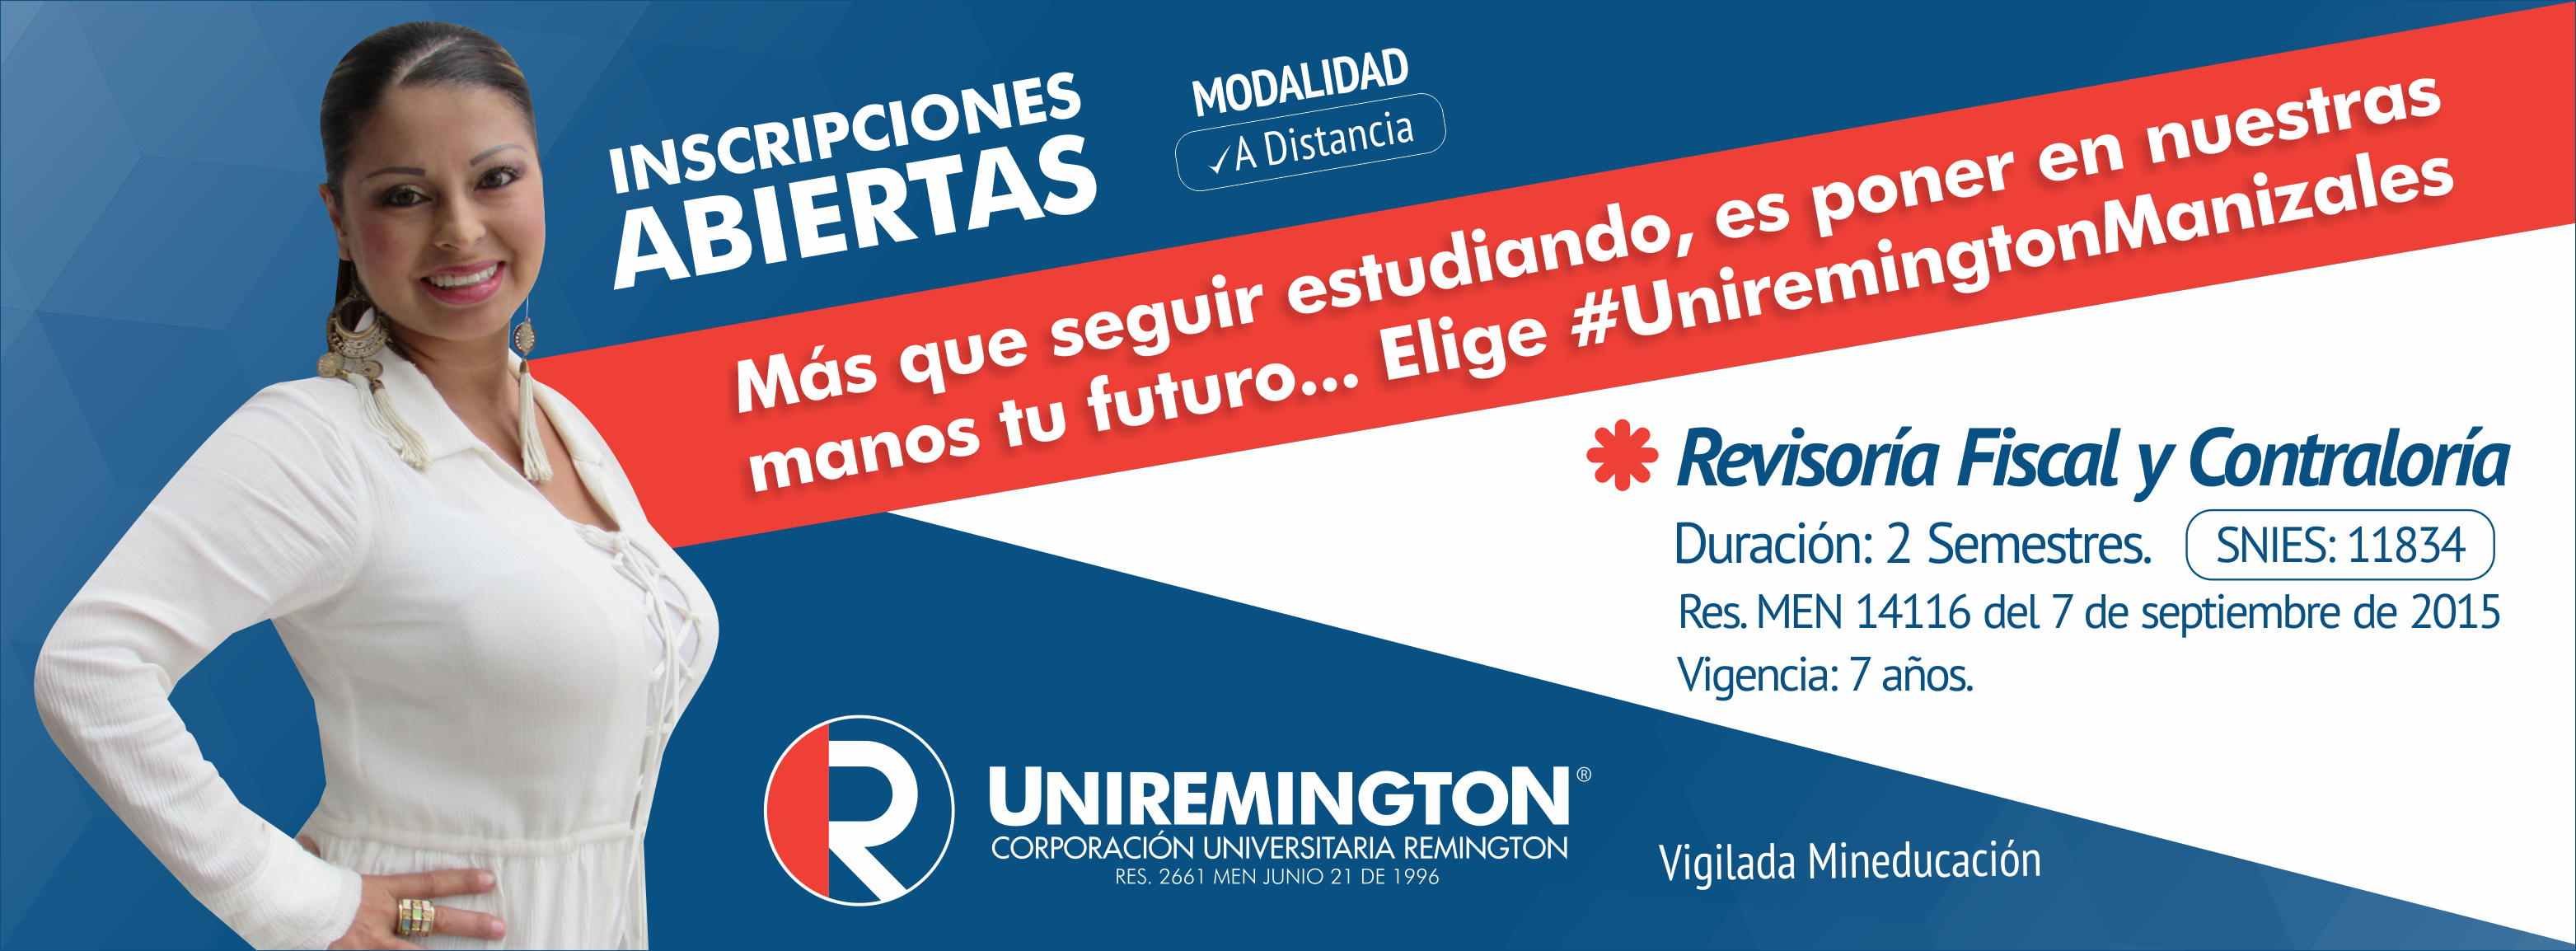 INSCRIPCIONES
ABIERTAS
MODALIDAD
✓A Distancia
Más que seguir estudiando, es poner en nuestras
manos tu futuro... Elige #UniremingtonManizales
Revisoría Fiscal y Contraloría
Duración: 2 Semestres.
SNIES: 11834
Res. MEN 14116 del 7 de septiembre de 2015
Vigencia: 7 años.
R
UNIREMINGTON®
CORPORACIÓN UNIVERSITARIA REMINGTON
RES. 2661 MEN JUNIO 21 DE 1996
Vigilada Mineducación